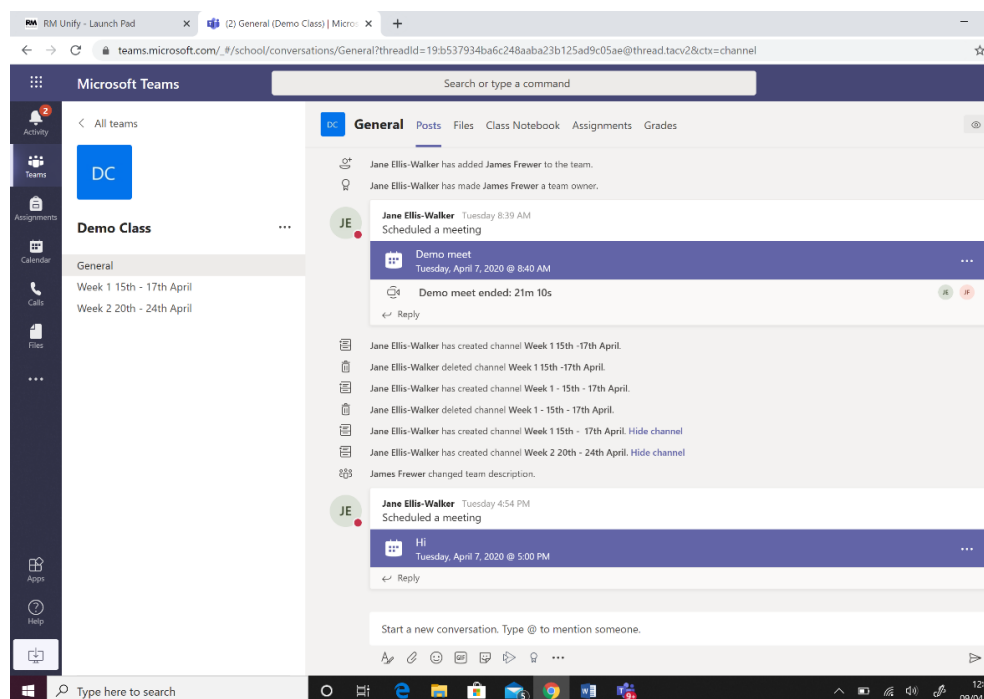 RM Unify - Launch Pad
(2) General (Demo Class) | Micros
teams.microsoft.com/_#/school/conversations/General?threadId=19:b537934ba6c248aaba23b125ad9c05ae@thread.tacv2&ctx=channel
Microsoft Teams
Search or type a command
2
Activity
Teams
Assignments
Calendar
Calls
Files
Apps
Help
All teams
DC
Demo Class
General
Week 1 15th - 17th April
Week 2 20th - 24th April
DC General Posts Files Class Notebook Assignments Grades
Jane Ellis-Walker has added James Frewer to the team.
Jane Ellis-Walker has made James Frewer a team owner.
JE
Jane Ellis-Walker Tuesday 8:39 AM
Scheduled a meeting
Demo meet
Tuesday, April 7, 2020 @ 8:40 AM
Demo meet ended: 21m 10s JE JF
Reply
Jane Ellis-Walker has created channel Week 1 15th -17th April.
Jane Ellis-Walker deleted channel Week 1 15th -17th April.
Jane Ellis-Walker has created channel Week 1 - 15th - 17th April.
Jane Ellis-Walker deleted channel Week 1 - 15th - 17th April.
Jane Ellis-Walker has created channel Week 1 15th - 17th April. Hide channel
Jane Ellis-Walker has created channel Week 2 20th - 24th April. Hide channel
James Frewer changed team description.
JE
Jane Ellis-Walker Tuesday 4:54 PM
Scheduled a meeting
Hi
Tuesday, April 7, 2020 @ 5:00 PM
Reply
Start a new conversation. Type @ to mention someone.
GIF
Type here to search
5
9+
12:
09/04